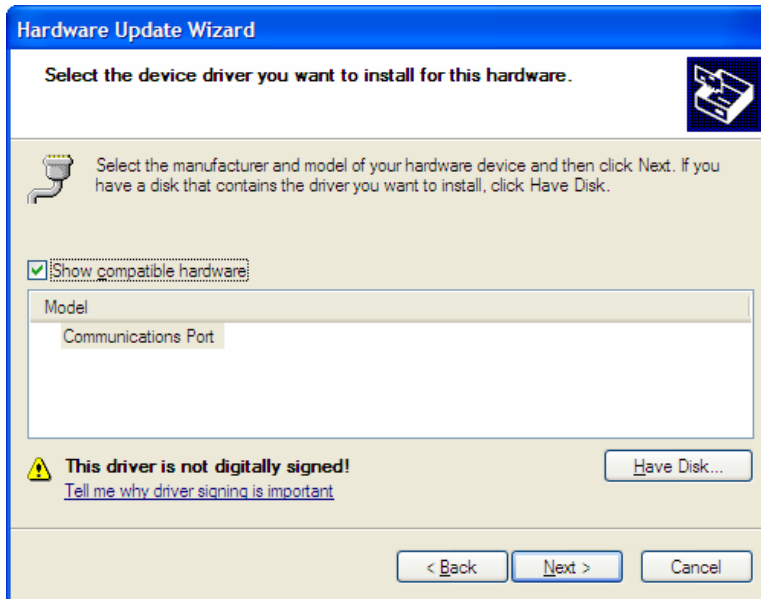 Hardware Update Wizard
Select the device driver you want to install for this hardware.
Select the manufacturer and model of your hardware device and then click Next. If you
have a disk that contains the driver you want to install, click Have Disk.
Show compatible hardware
Model
Communications Port
This driver is not digitally signed!
Tell me why driver signing is important
Have Disk...
< Back
Next >
Cancel